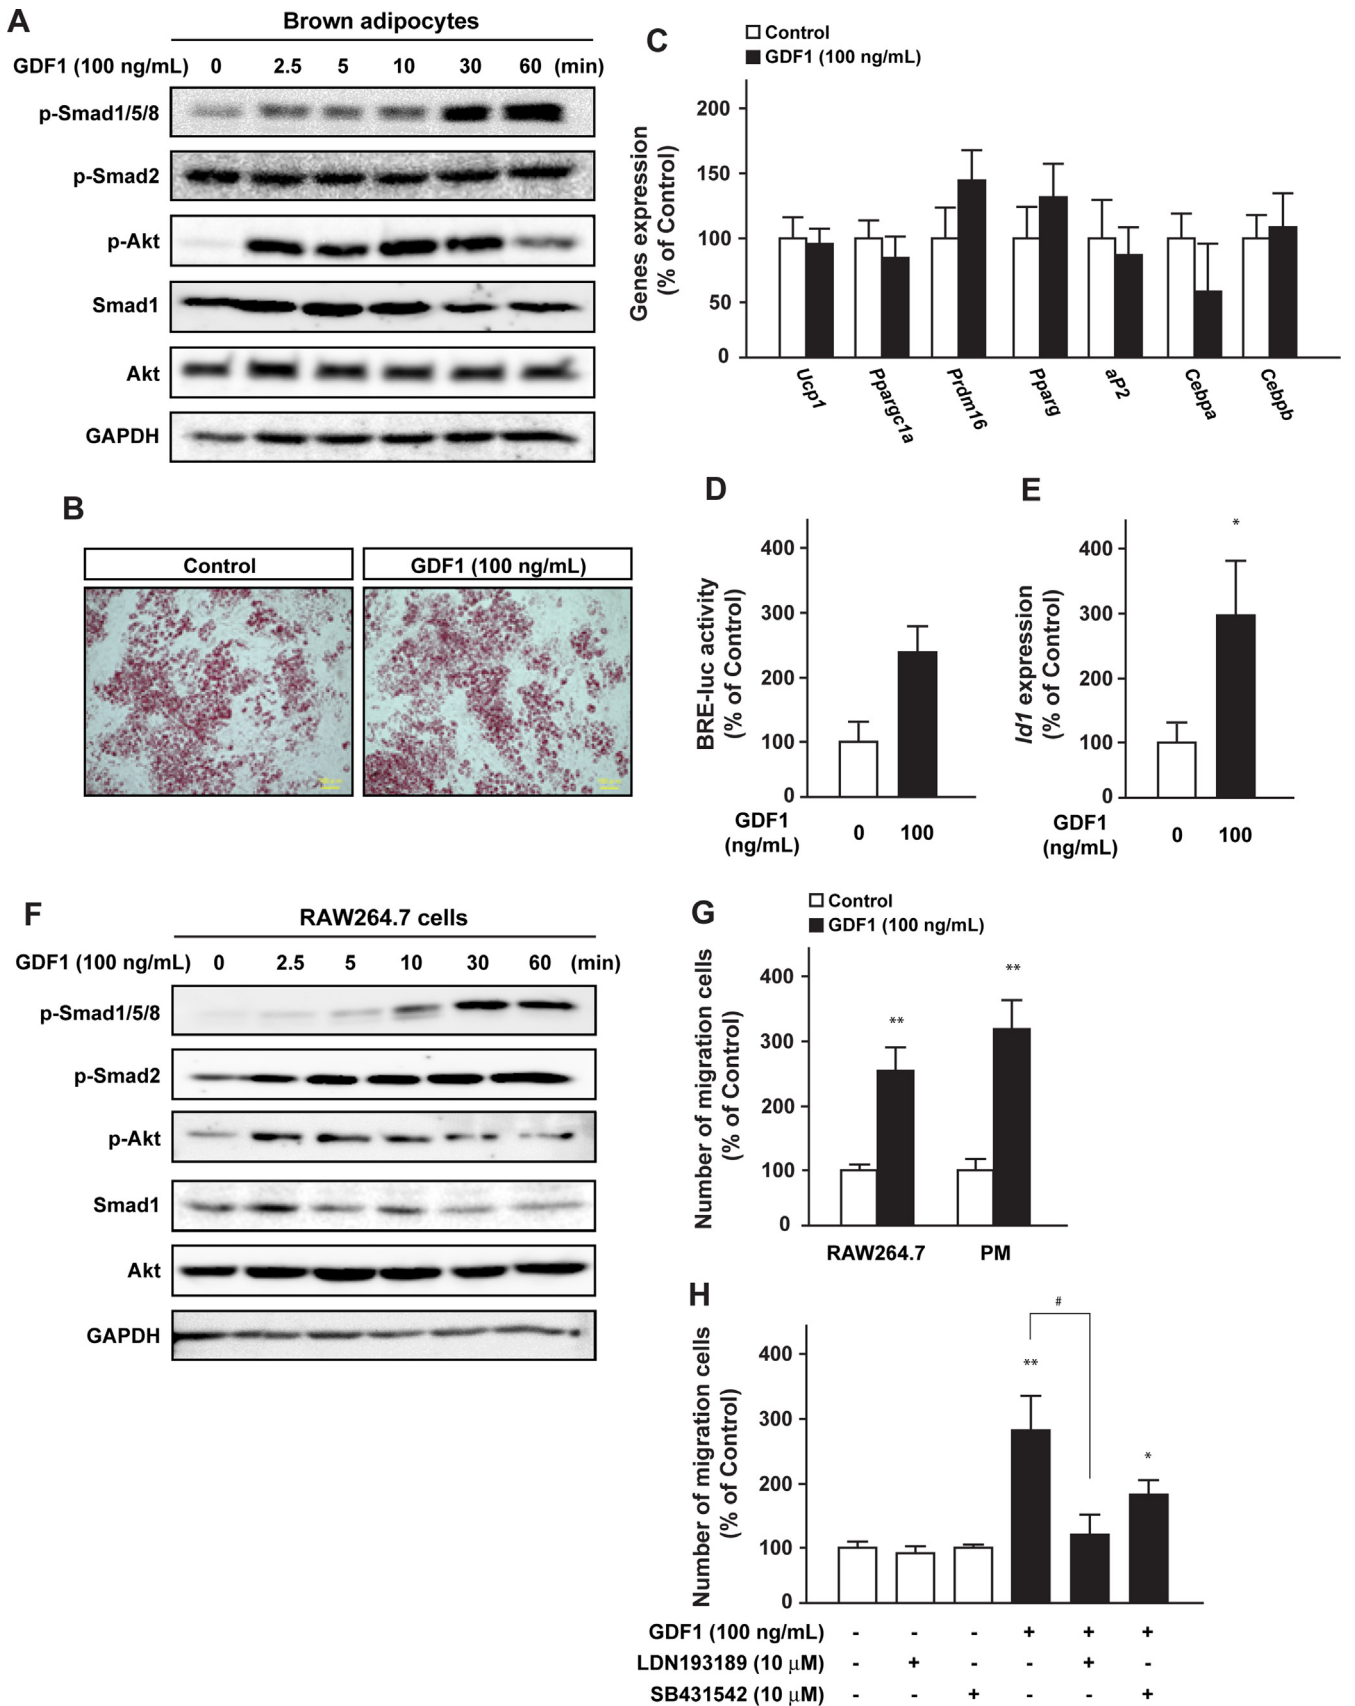 A
Brown adipocytes
GDF1 (100 ng/mL) 0 2.5 5 10 30 60 (min)
p-Smad1/5/8
p-Smad2
p-Akt
Smad1
Akt
GAPDH
B
Control GDF1 (100 ng/mL)
C
Control
GDF1 (100 ng/mL)
Genes expression
(% of Control)
200
150
100
50
0
Ucp1 Ppargc1a Prdm16 Pparg aP2 Cebpa Cebpb
D
BRE-luc activity
(% of Control)
400
300
200
100
0
GDF1
(ng/mL)
0 100
E
*
Id1 expression
(% of Control)
400
300
200
100
0
GDF1
(ng/mL)
0 100
F
RAW264.7 cells
GDF1 (100 ng/mL) 0 2.5 5 10 30 60 (min)
p-Smad1/5/8
p-Smad2
p-Akt
Smad1
Akt
GAPDH
G
Control
GDF1 (100 ng/mL)
Number of migration cells
(% of Control)
400
300
200
100
0
** **
RAW264.7 PM
H
Number of migration cells
(% of Control)
400
300
200
100
0
#
**
*
GDF1 (100 ng/mL) - - - + + +
LDN193189 (10 μM) - + - - + -
SB431542 (10 μM) - - + - - +